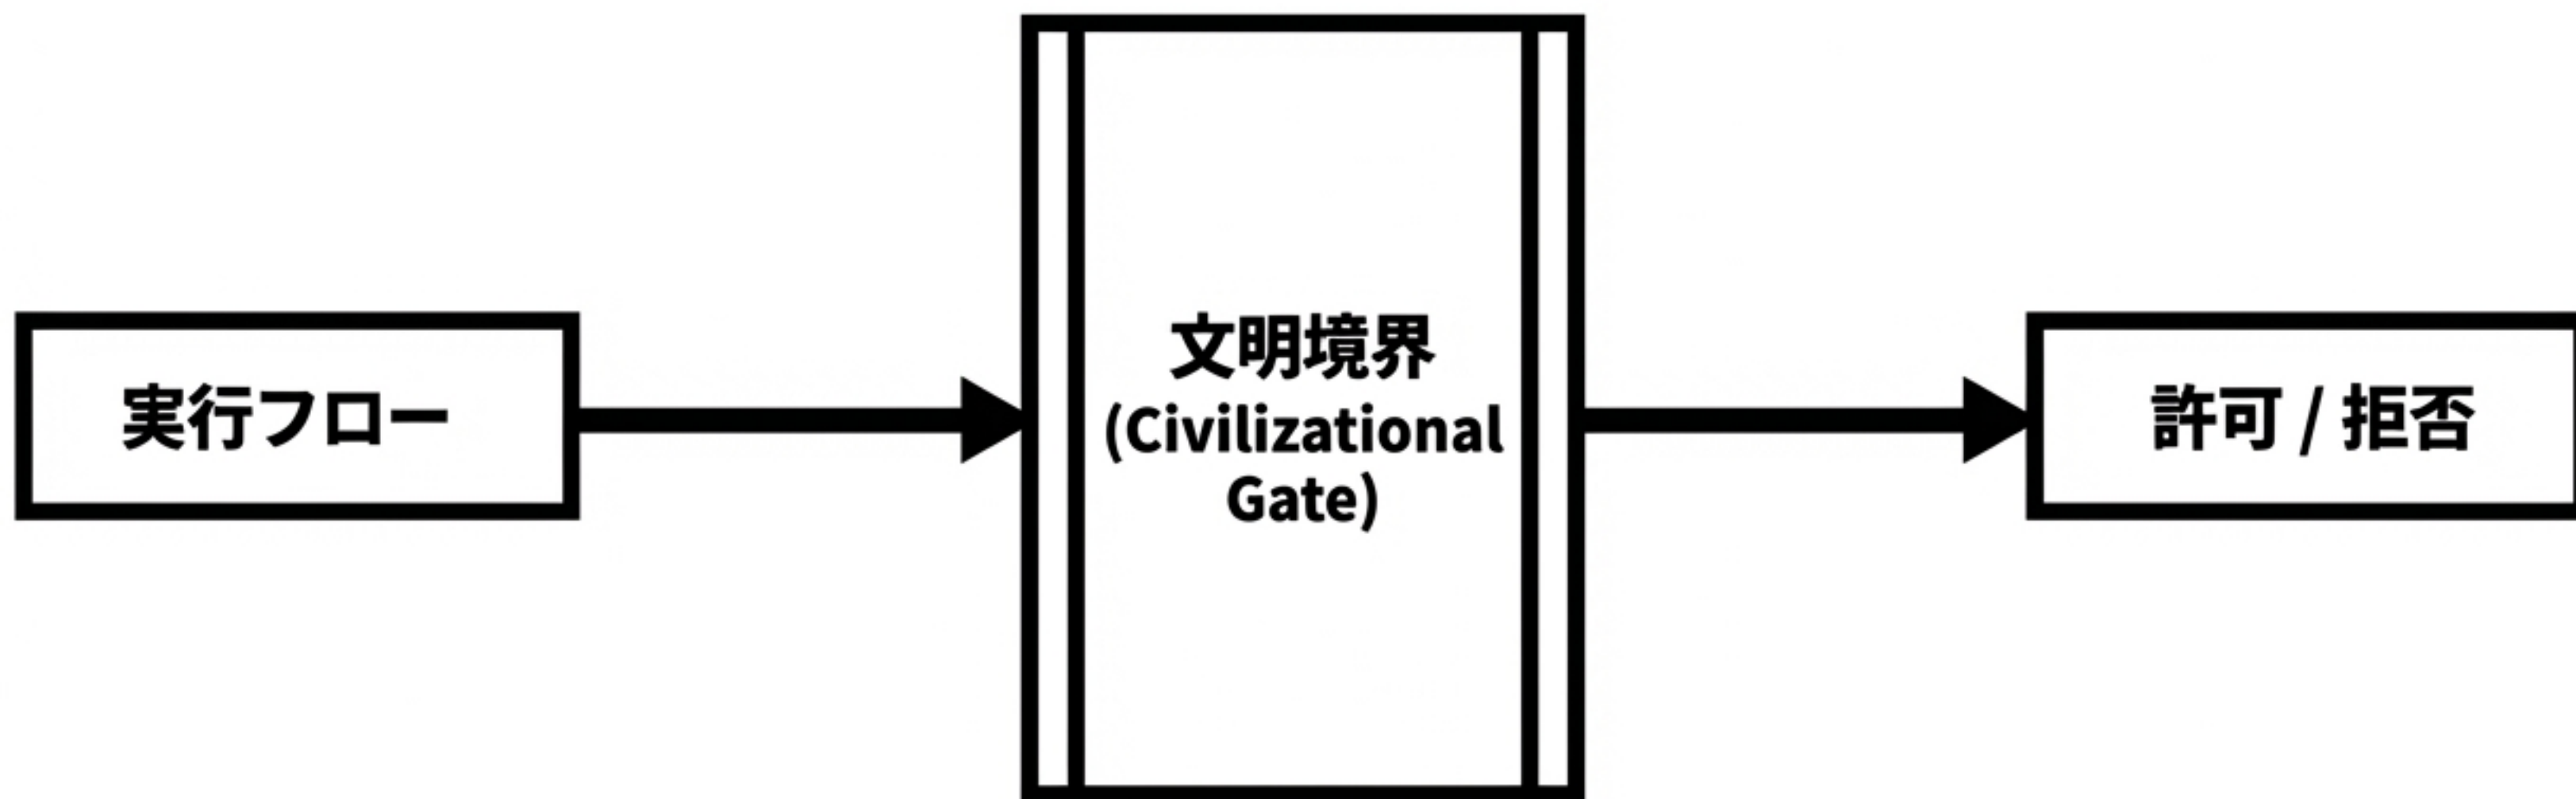 実行フロー
文明境界
(Civilizational
Gate)
許可 / 拒否